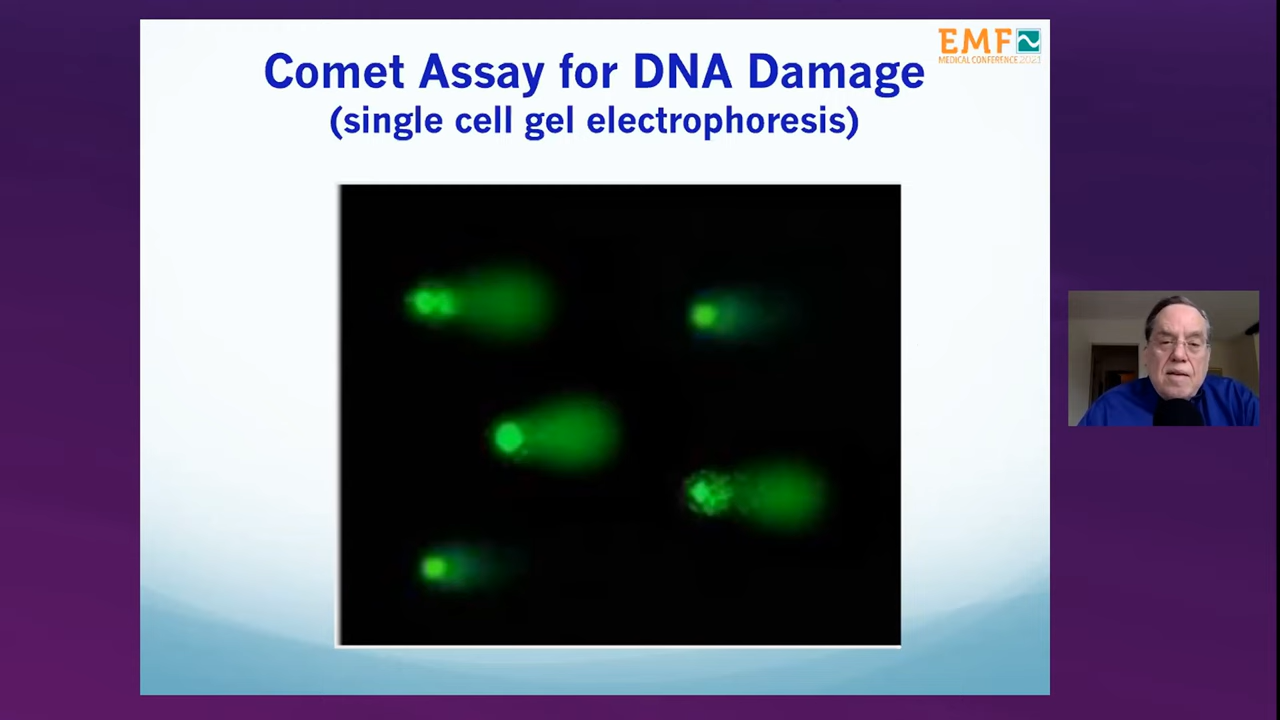 EMF
MEDICAL CONFERENCE 2021
Comet Assay for DNA Damage
(single cell gel electrophoresis)